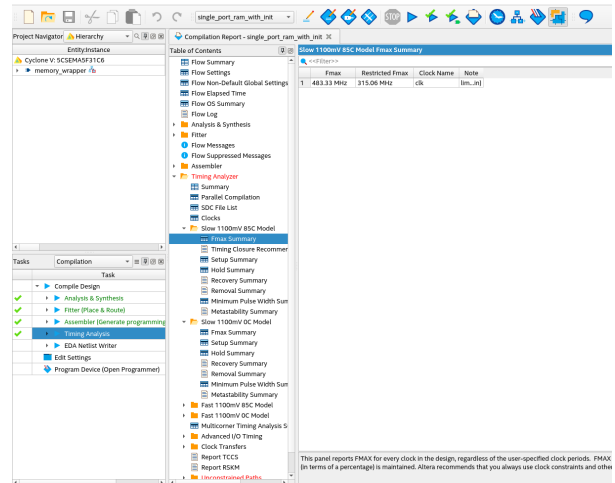 single_port_ram_with_init
Project Navigator
Hierarchy
Entity:Instance
Cyclone V: 5CSEMA5F31C6
memory_wrapper
Tasks
Compilation
Task
Compile Design
Analysis & Synthesis
Fitter (Place & Route)
Assembler (Generate programming
Timing Analysis
EDA Netlist Writer
Edit Settings
Program Device (Open Programmer)
Compilation Report - single_port_ram_with_init
Table of Contents
Flow Summary
Flow Settings
Flow Non-Default Global Settings
Flow Elapsed Time
Flow OS Summary
Flow Log
Analysis & Synthesis
Fitter
Flow Messages
Flow Suppressed Messages
Assembler
Timing Analyzer
Summary
Parallel Compilation
SDC File List
Clocks
Slow 1100mV 85C Model
Fmax Summary
Timing Closure Recommer
Setup Summary
Hold Summary
Recovery Summary
Removal Summary
Minimum Pulse Width Sum
Metastability Summary
Slow 1100mV 0C Model
Fmax Summary
Setup Summary
Hold Summary
Recovery Summary
Removal Summary
Minimum Pulse Width Sum
Metastability Summary
Fast 1100mV 85C Model
Fast 1100mV 0C Model
Multicorner Timing Analysis S
Advanced I/O Timing
Clock Transfers
Report TCCS
Report RSKM
Unconstrained Paths
Slow 1100mV 85C Model Fmax Summary
<<Filter>>
Fmax Restricted Fmax Clock Name Note
1 483.33 MHz 315.06 MHz clk lim...in)
This panel reports FMAX for every clock in the design, regardless of the user-specified clock periods. FMAX
(in terms of a percentage) is maintained. Altera recommends that you always use clock constraints and other